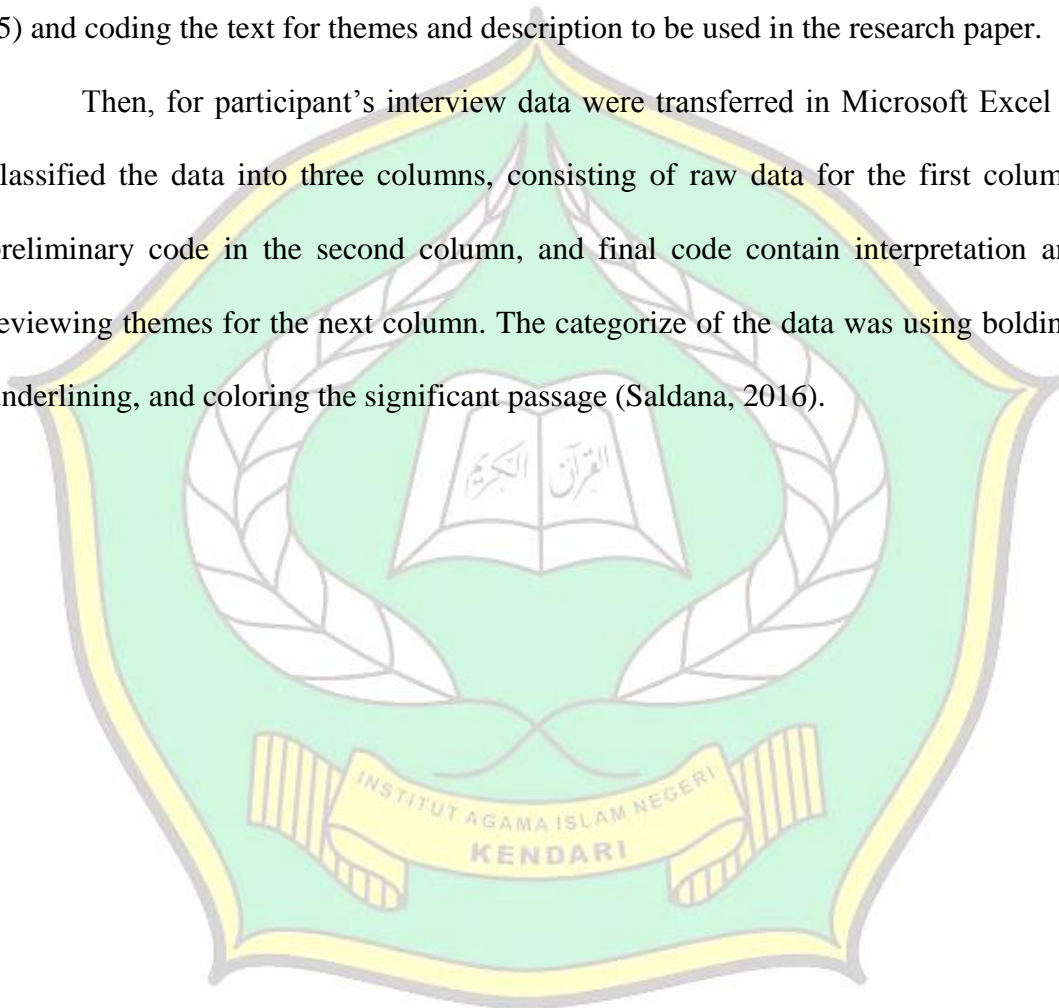 5) and coding the text for themes and description to be used in the research paper.
Then, for participant’s interview data were transferred in Microsoft Excel
lassified the data into three columns, consisting of raw data for the first colum
reliminary code in the second column, and final code contain interpretation a
eviewing themes for the next column. The categorize of the data was using boldin
nderlining, and coloring the significant passage (Saldana, 2016).
القرآن الكريم
INSTITUT AGAMA ISLAM NEGERI
KENDARI